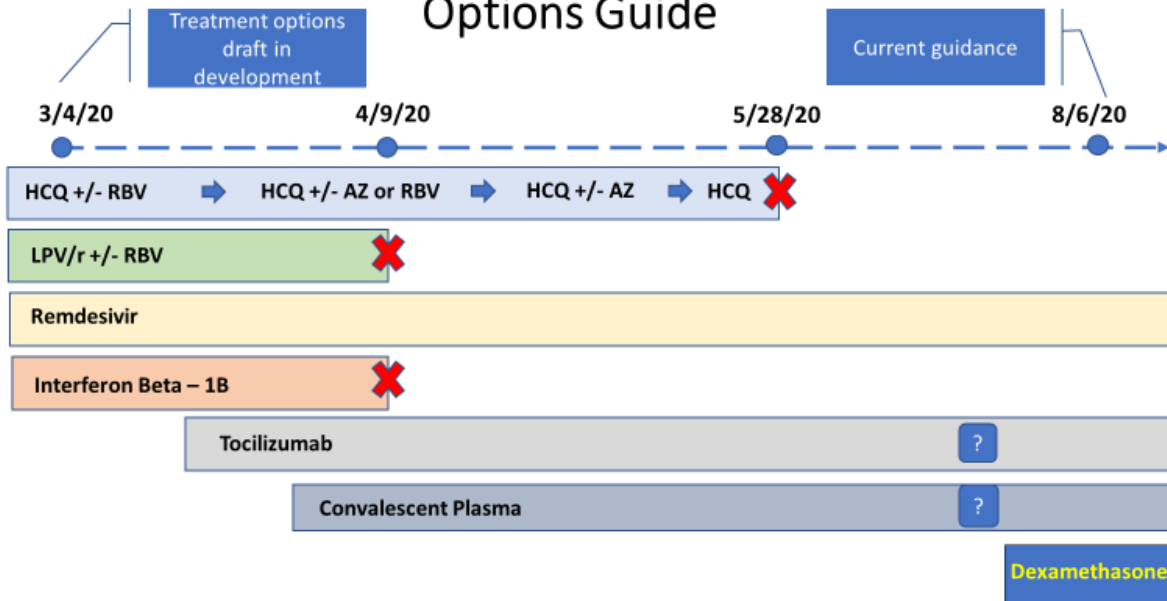 Options Guide
Treatment options
draft in
development
Current guidance
3/4/20
4/9/20
5/28/20
8/6/20
HCQ +/- RBV
HCQ +/- AZ or RBV
HCQ +/- AZ
HCQ
LPV/r +/- RBV
Remdesivir
Interferon Beta – 1B
Tocilizumab
?
Convalescent Plasma
?
Dexamethasone